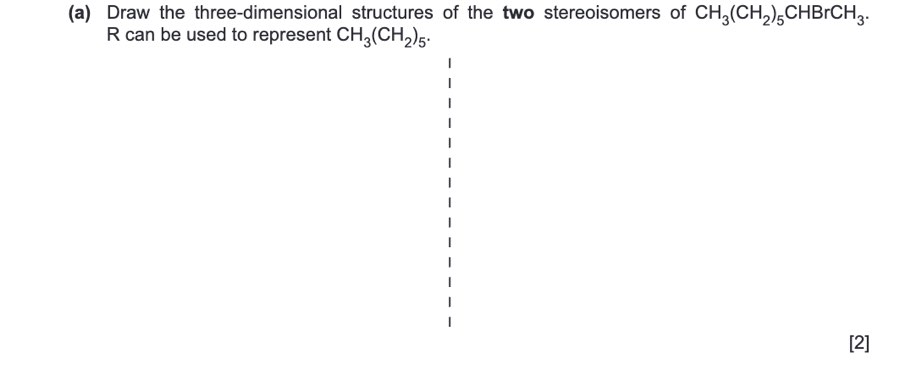 (a) Draw the three-dimensional structures of the two stereoisomers of CH₃(CH₂)₅CHBrCH₃.
R can be used to represent CH₃(CH₂)₅.
[2]